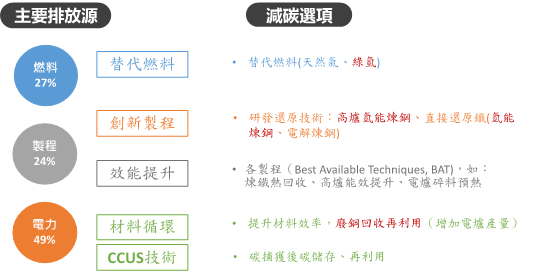 主要排放源
減碳選項
燃料
27%
替代燃料
• 替代燃料(天然氣、綠氫)
製程
24%
創新製程
• 研發還原技術：高爐氫能煉鋼、直接還原鐵(氫能
煉鋼、電解煉鋼)
效能提升
• 各製程（Best Available Techniques, BAT)，如：
煉鐵熱回收、高爐能效提升、電爐碎料預熱
電力
49%
材料循環
• 提升材料效率，廢鋼回收再利用（增加電爐產量）
CCUS技術
• 碳捕獲後碳儲存、再利用